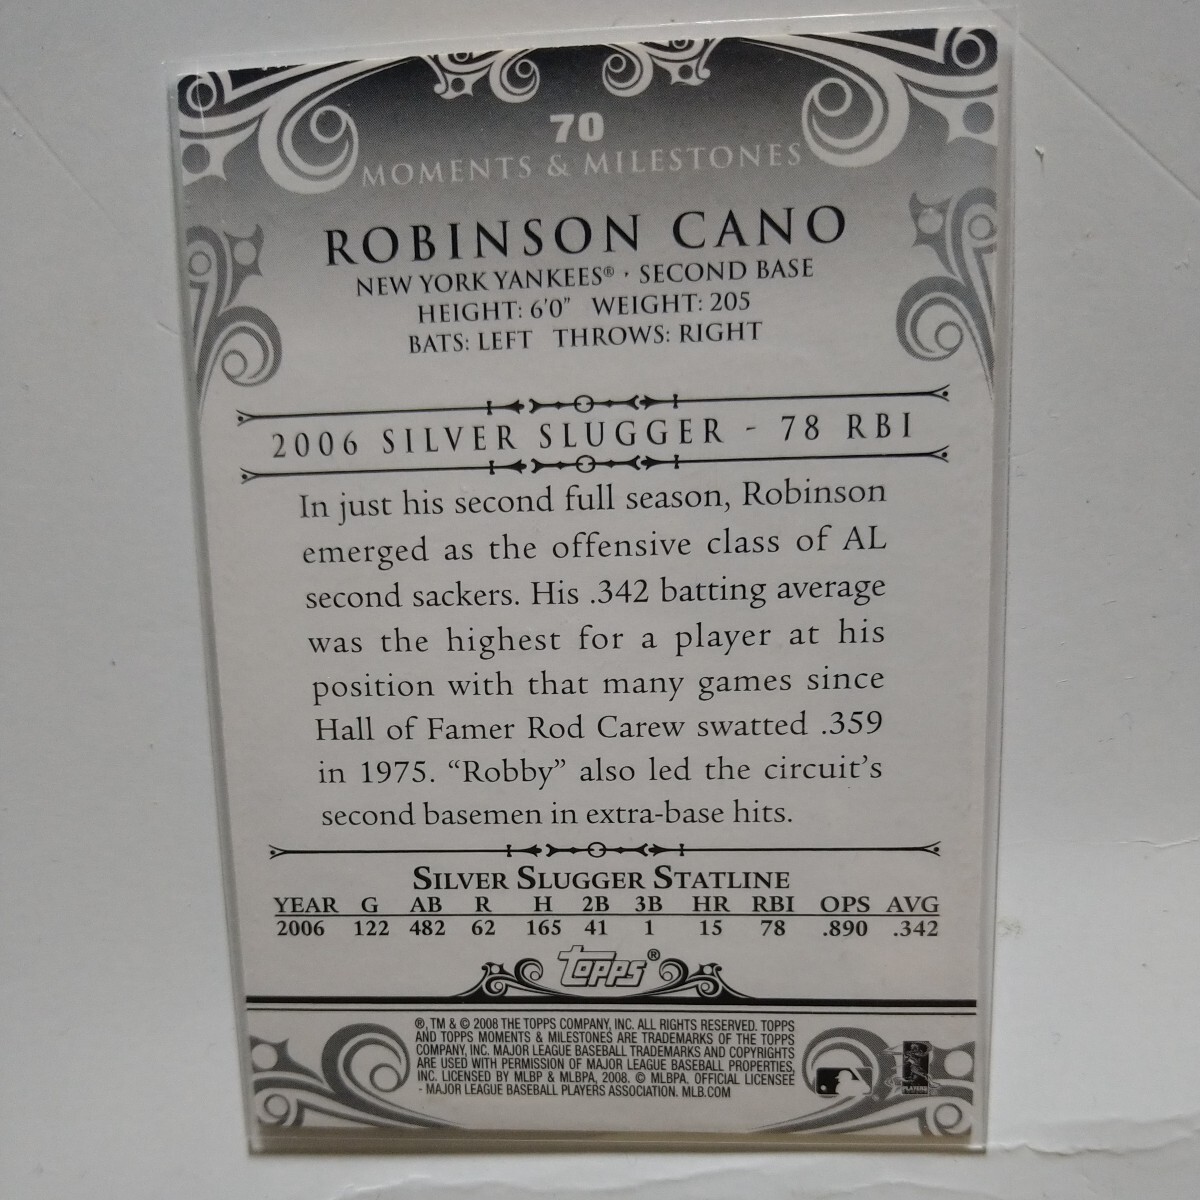 70
MOMENTS & MILESTONES
ROBINSON CANO
NEW YORK YANKEES® · SECOND BASE
HEIGHT: 6'0" WEIGHT: 205
BATS: LEFT THROWS: RIGHT
2006 SILVER SLUGGER - 78 RBI
In just his second full season, Robinson
emerged as the offensive class of AL
second sackers. His .342 batting average
was the highest for a player at his
position with that many games since
Hall of Famer Rod Carew swatted .359
in 1975. “Robby” also led the circuit’s
second basemen in extra-base hits.
SILVER SLUGGER STATLINE
YEAR G AB R H 2B 3B HR RBI OPS AVG
2006 122 482 62 165 41 1 15 78 .890 .342
Topps®
®, TM & © 2008 THE TOPPS COMPANY, INC. ALL RIGHTS RESERVED. TOPPS
AND TOPPS MOMENTS & MILESTONES ARE TRADEMARKS OF THE TOPPS
COMPANY, INC. MAJOR LEAGUE BASEBALL TRADEMARKS AND COPYRIGHTS
ARE USED WITH PERMISSION OF MAJOR LEAGUE BASEBALL PROPERTIES,
INC. LICENSED BY MLBP & MLBPA, 2008. © MLBPA. OFFICIAL LICENSEE
- MAJOR LEAGUE BASEBALL PLAYERS ASSOCIATION. MLB.COM
PLAYERS